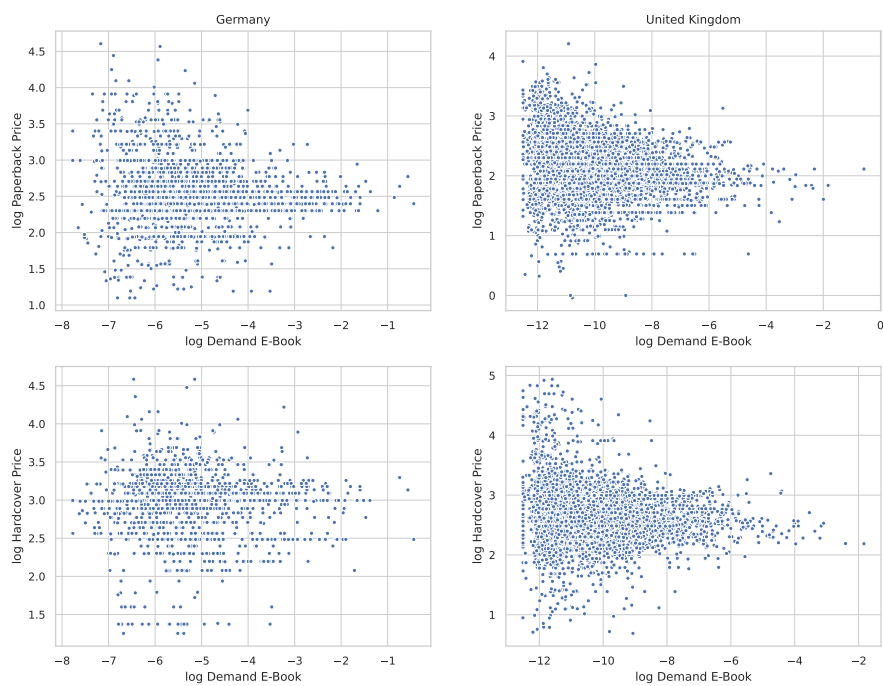 Germany
United Kingdom
log Paperback Price
4.5
4.0
3.5
3.0
2.5
2.0
1.5
1.0
−8 −7 −6 −5 −4 −3 −2 −1
log Demand E-Book
log Paperback Price
4
3
2
1
0
−12 −10 −8 −6 −4 −2 0
log Demand E-Book
log Hardcover Price
4.5
4.0
3.5
3.0
2.5
2.0
1.5
−8 −7 −6 −5 −4 −3 −2 −1
log Demand E-Book
log Hardcover Price
5
4
3
2
1
−12 −10 −8 −6 −4 −2
log Demand E-Book